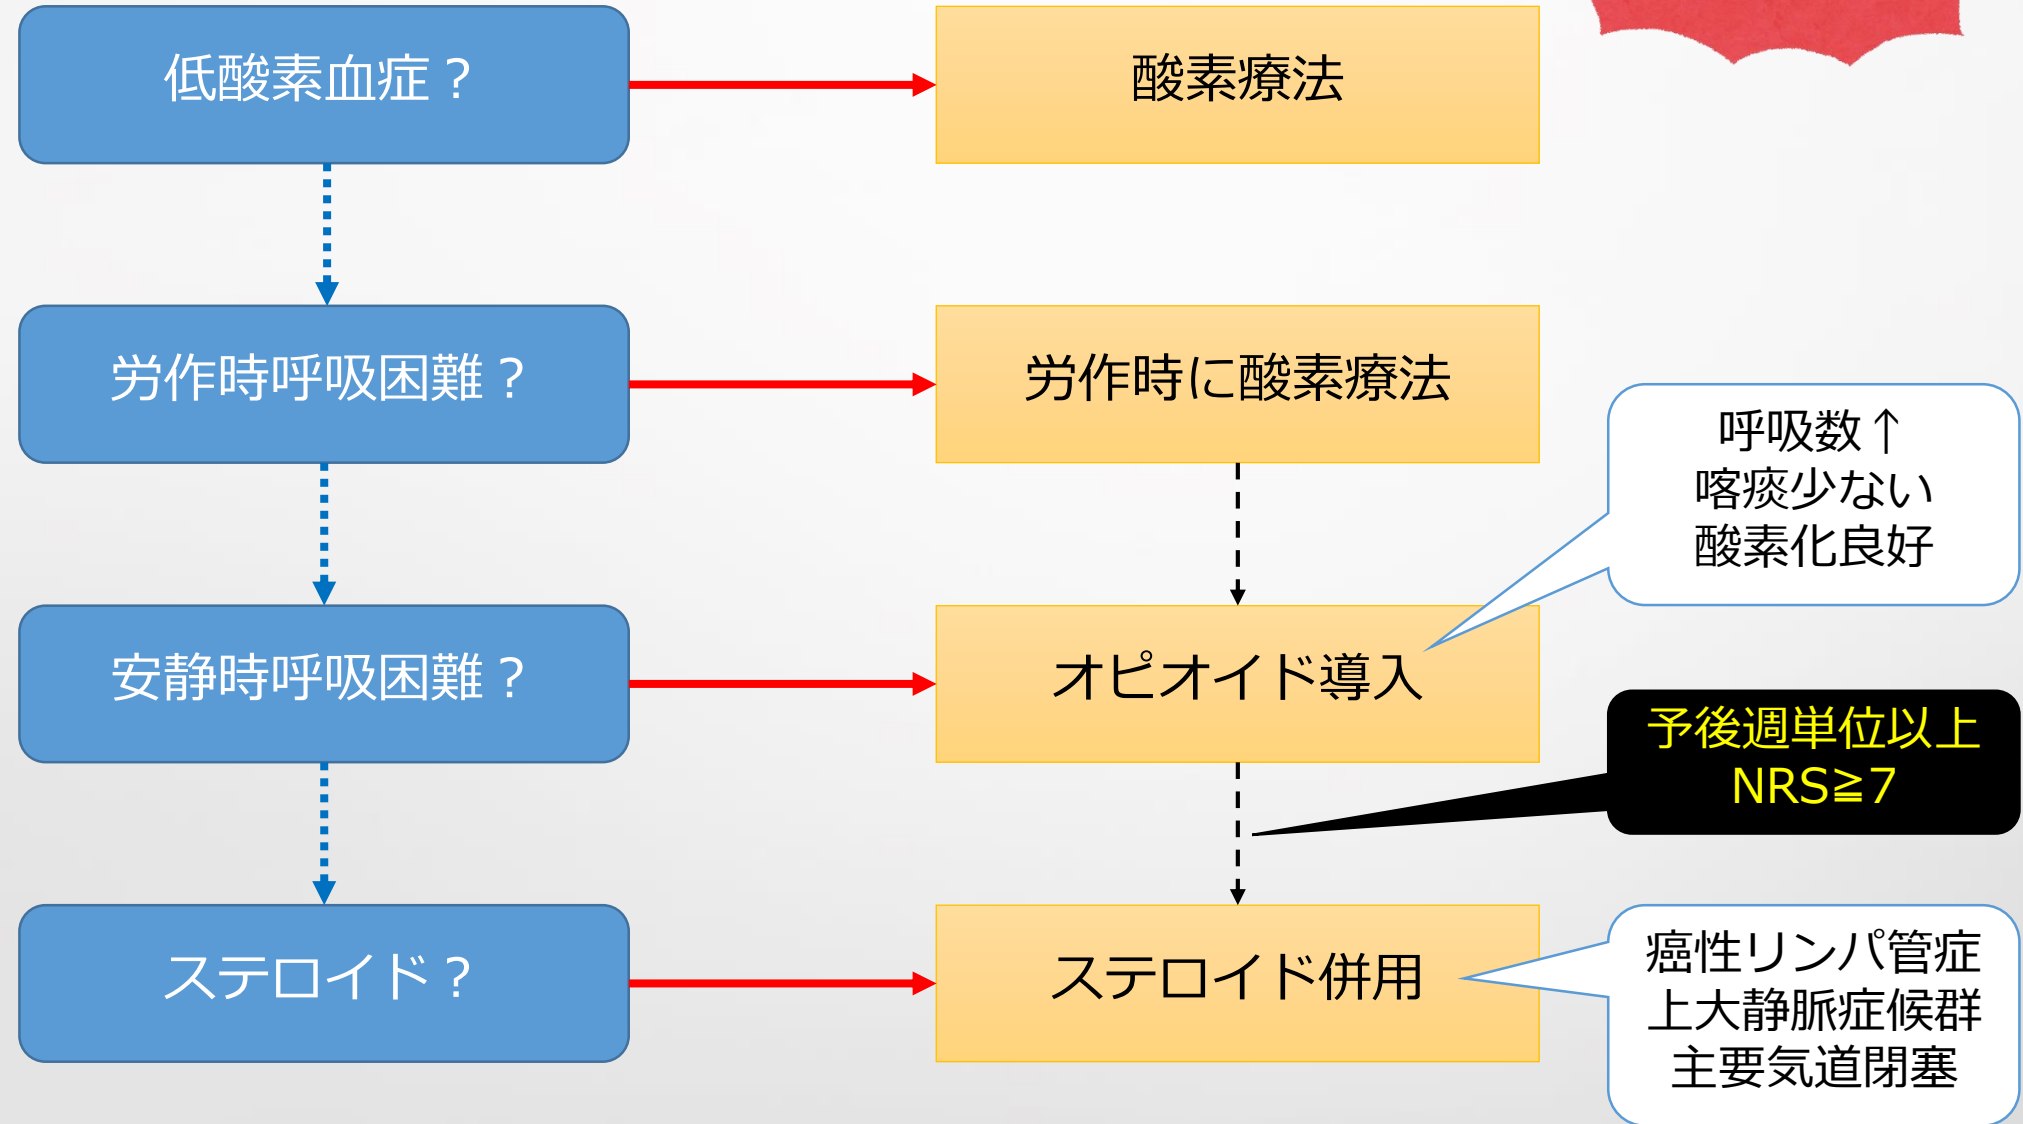 低酸素血症？
酸素療法
労作時呼吸困難？
労作時に酸素療法
呼吸数↑
喀痰少ない
酸素化良好
安静時呼吸困難？
オピオイド導入
予後週単位以上
NRS≧7
ステロイド？
ステロイド併用
癌性リンパ管症
上大静脈症候群
主要気道閉塞